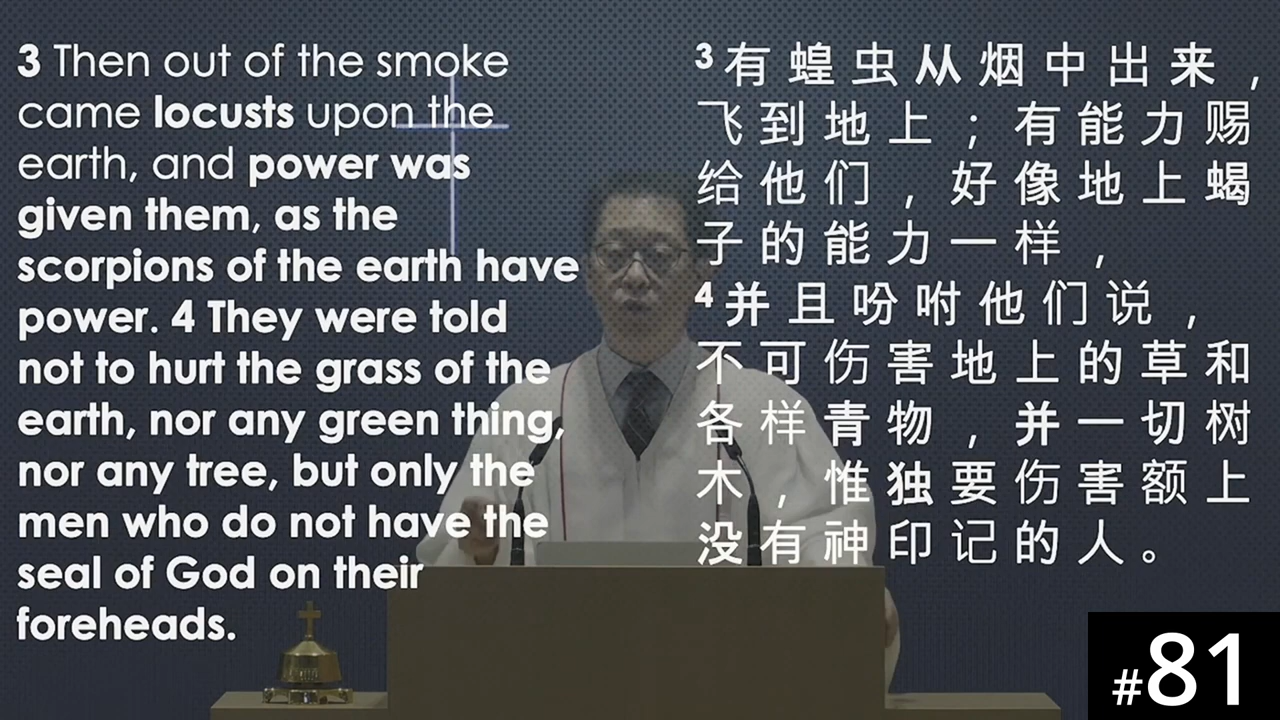 3 Then out of the smoke
came locusts upon the
earth, and power was
given them, as the
scorpions of the earth have
power. 4 They were told
not to hurt the grass of the
earth, nor any green thing,
nor any tree, but only the
men who do not have the
seal of God on their
foreheads.
3 有蝗虫从烟中出来，
飞到地上；有能力赐
给他们，好像地上蝎
子的能力一样，
4 并且吩咐他们说，
不可伤害地上的草和
各样青物，并一切树
木，惟独要伤害额上
没有神印记的人。
#81